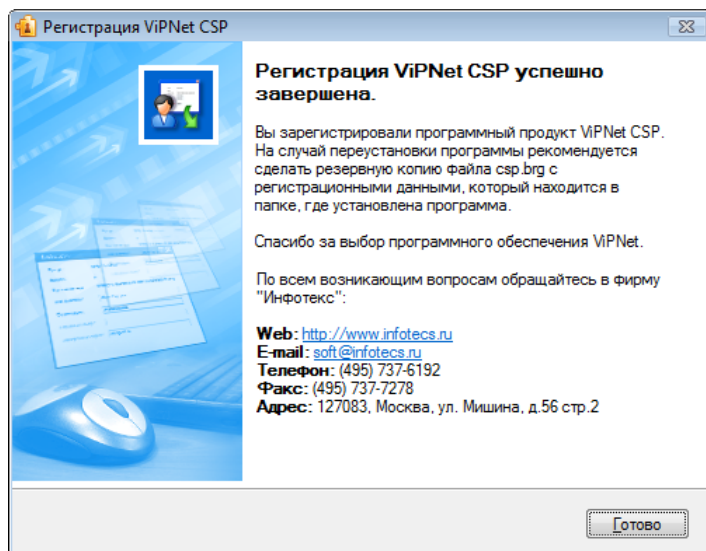 Регистрация ViPNet CSP
Регистрация ViPNet CSP успешно
завершена.
Вы зарегистрировали программный продукт ViPNet CSP.
На случай переустановки программы рекомендуется
сделать резервную копию файла csp.brg с
регистрационными данными, который находится в
папке, где установлена программа.
Спасибо за выбор программного обеспечения ViPNet.
По всем возникающим вопросам обращайтесь в фирму
"Инфотекс":
Web: http://www.infotecs.ru
E-mail: soft@infotecs.ru
Телефон: (495) 737-6192
Факс: (495) 737-7278
Адрес: 127083, Москва, ул. Мишина, д.56 стр.2
Готово